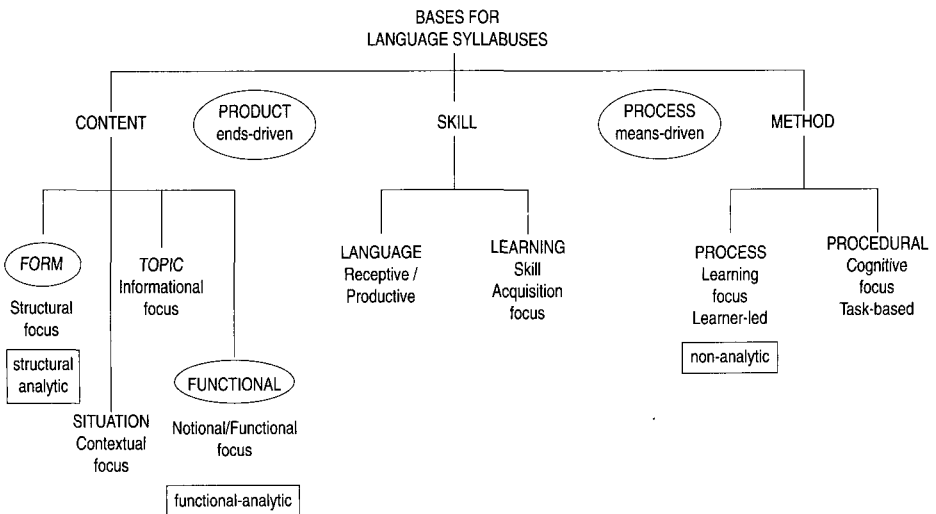 BASES FOR
LANGUAGE SYLLABUSES
CONTENT
PRODUCT
ends-driven
SKILL
PROCESS
means-driven
METHOD
FORM
Structural
focus
structural
analytic
SITUATION
Contextual
focus
TOPIC
Informational
focus
FUNCTIONAL
Notional/Functional
focus
functional-analytic
LANGUAGE
Receptive /
Productive
LEARNING
Skill
Acquisition
focus
PROCESS
Learning
focus
Learner-led
non-analytic
PROCEDURAL
Cognitive
focus
Task-based